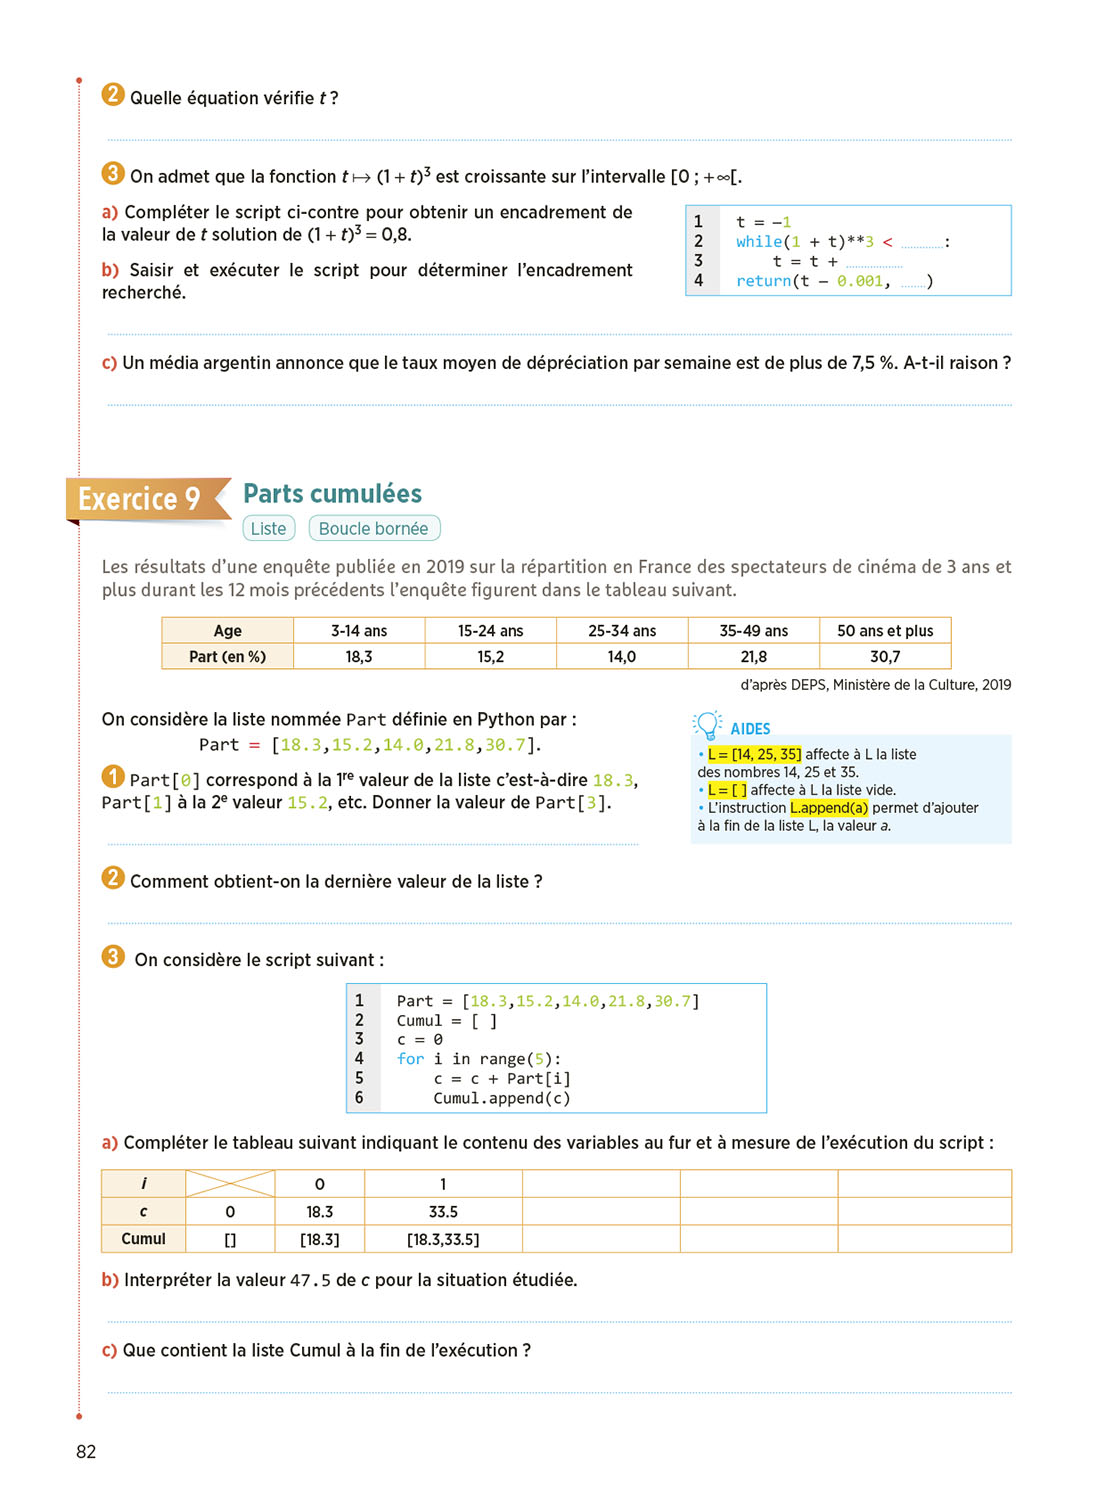 2 Quelle équation vérifie t ?
3 On admet que la fonction t ↦ (1 + t)³ est croissante sur l'intervalle [0 ; +∞[.
a) Compléter le script ci-contre pour obtenir un encadrement de
la valeur de t solution de (1 + t)³ = 0,8.
b) Saisir et exécuter le script pour déterminer l'encadrement
recherché.
1 t = −1
2 while(1 + t)**3 < ............:
3 t = t + ................
4 return(t − 0.001, .......)
c) Un média argentin annonce que le taux moyen de dépréciation par semaine est de plus de 7,5 %. A-t-il raison ?
Exercice 9 Parts cumulées
Liste Boucle bornée
Les résultats d'une enquête publiée en 2019 sur la répartition en France des spectateurs de cinéma de 3 ans et
plus durant les 12 mois précédents l'enquête figurent dans le tableau suivant.
Age 3-14 ans 15-24 ans 25-34 ans 35-49 ans 50 ans et plus
Part (en %) 18,3 15,2 14,0 21,8 30,7
d'après DEPS, Ministère de la Culture, 2019
On considère la liste nommée Part définie en Python par :
Part = [18.3,15.2,14.0,21.8,30.7].
1 Part[0] correspond à la 1re valeur de la liste c'est-à-dire 18.3,
Part[1] à la 2e valeur 15.2, etc. Donner la valeur de Part[3].
AIDES
• L = [14, 25, 35] affecte à L la liste
des nombres 14, 25 et 35.
• L = [ ] affecte à L la liste vide.
• L'instruction L.append(a) permet d'ajouter
à la fin de la liste L, la valeur a.
2 Comment obtient-on la dernière valeur de la liste ?
3 On considère le script suivant :
1 Part = [18.3,15.2,14.0,21.8,30.7]
2 Cumul = [ ]
3 c = 0
4 for i in range(5):
5 c = c + Part[i]
6 Cumul.append(c)
a) Compléter le tableau suivant indiquant le contenu des variables au fur et à mesure de l'exécution du script :
i 0 1
c 0 18.3 33.5
Cumul [] [18.3] [18.3,33.5]
b) Interpréter la valeur 47.5 de c pour la situation étudiée.
c) Que contient la liste Cumul à la fin de l'exécution ?
82